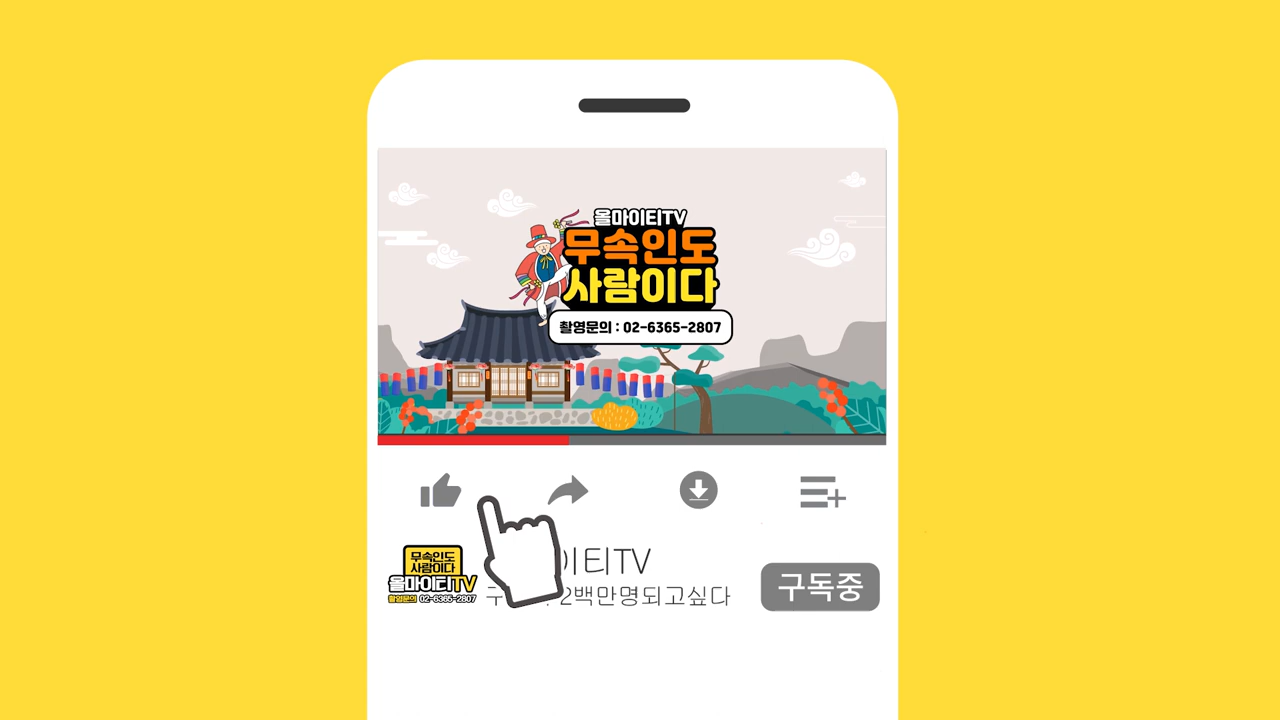 올마이티TV
무속인도
사람이다
촬영문의 : 02-6365-2807
무속인도
사람이다
올마이티TV
촬영문의 02-6365-2807
이티TV
2백만명되고싶다
구독중